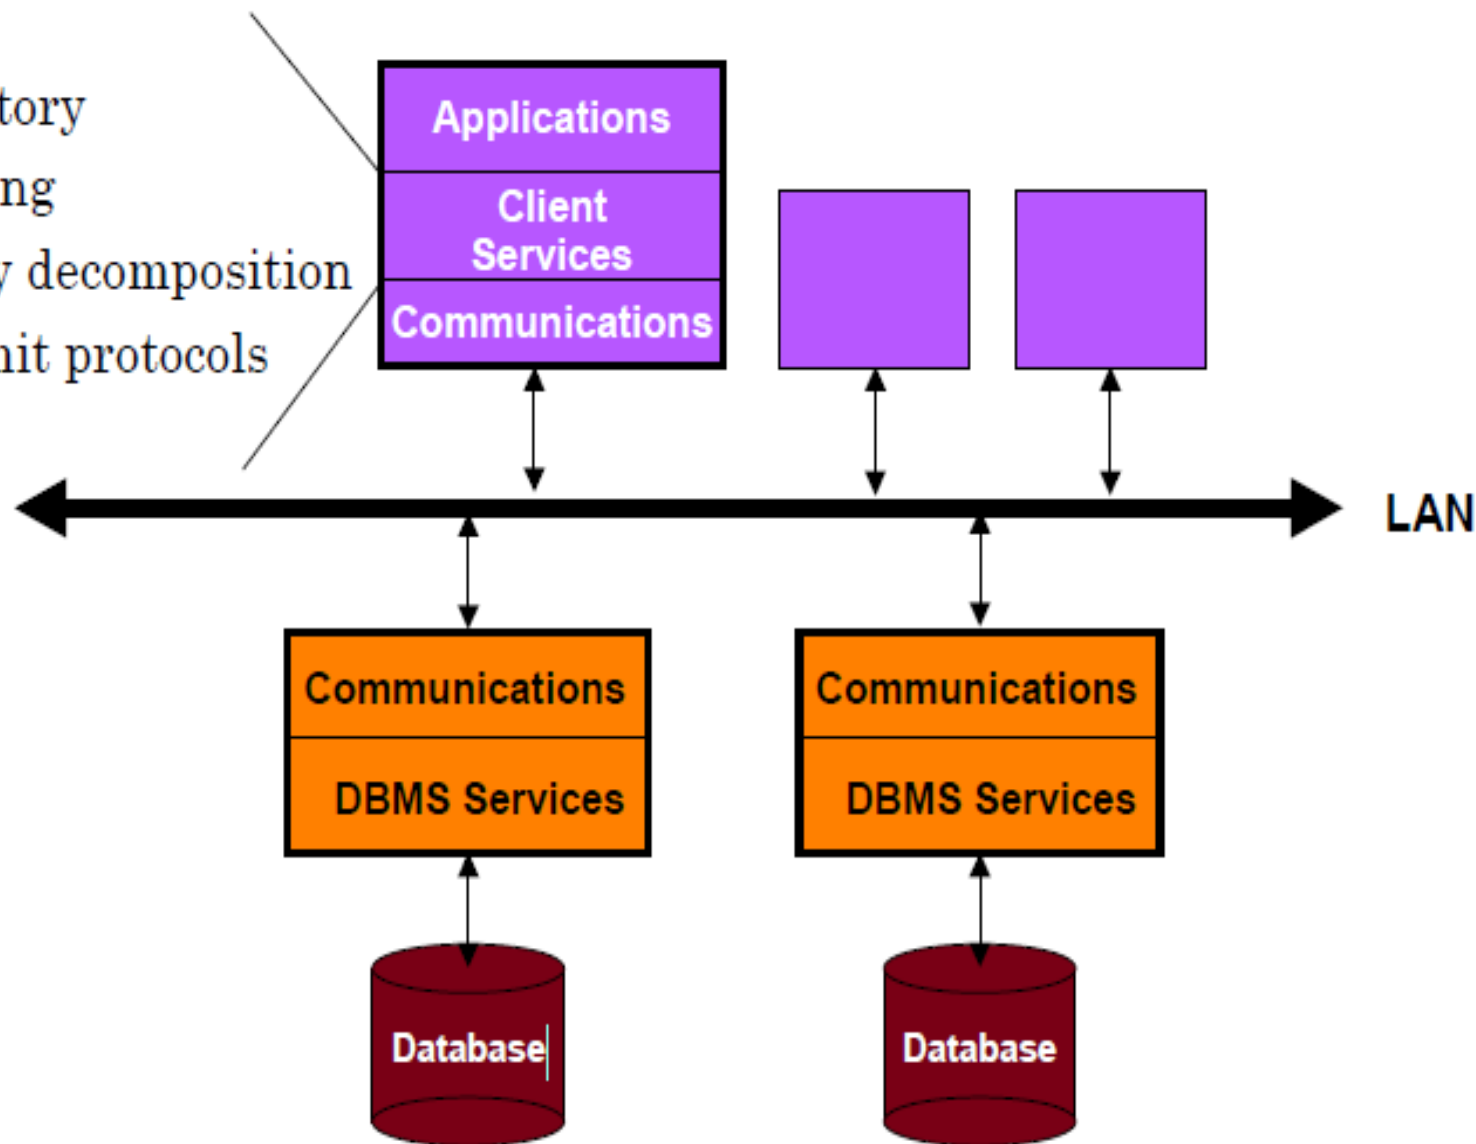 tory
ng
y decomposition
nit protocols
Applications
Client
Services
Communications
LAN
Communications
DBMS Services
Communications
DBMS Services
Database
Database